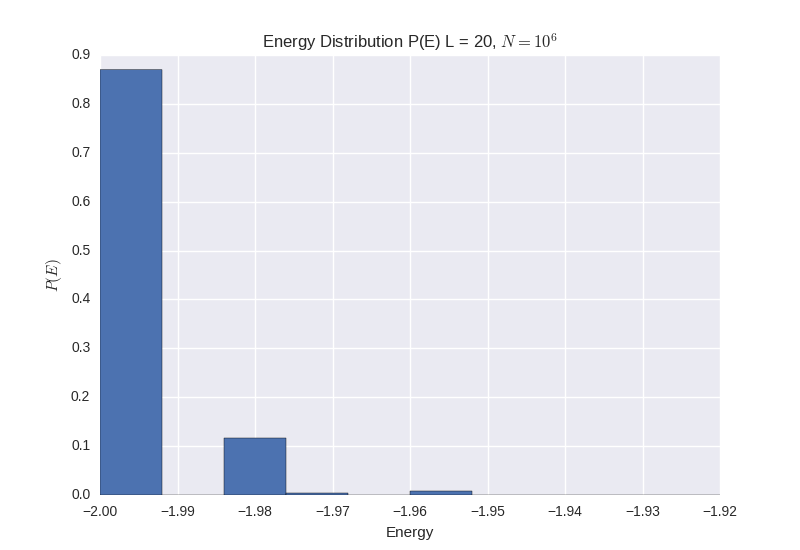 Energy Distribution P(E) L = 20, N = 10⁶
0.9
0.8
0.7
0.6
0.5
0.4
0.3
0.2
0.1
0.0
P(E)
−2.00 −1.99 −1.98 −1.97 −1.96 −1.95 −1.94 −1.93 −1.92
Energy